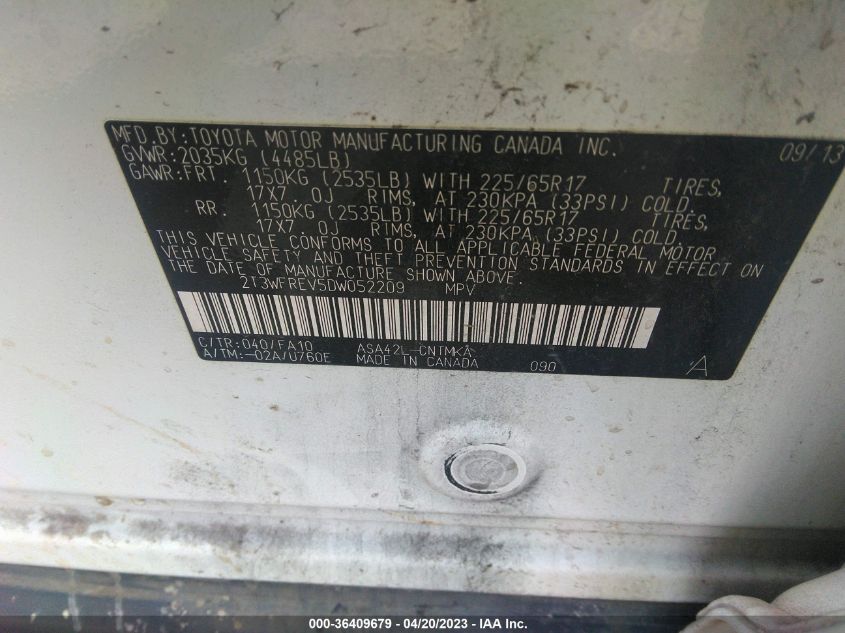 MFD.BY:TOYOTA MOTOR MANUFACTURING CANADA INC. 09/13
GVWR:2035KG (4485LB)
GAWR:FRT 1150KG (2535LB) WITH 225/65R17 TIRES,
17X7.0J RIMS, AT 230KPA (33PSI) COLD.
RR. 1150KG (2535LB) WITH 225/65R17 TIRES,
17X7.0J RIMS, AT 230KPA (33PSI) COLD.
THIS VEHICLE CONFORMS TO ALL APPLICABLE FEDERAL MOTOR
VEHICLE SAFETY AND THEFT PREVENTION STANDARDS IN EFFECT ON
THE DATE OF MANUFACTURE SHOWN ABOVE.
2T3WFREV5DW052209 MPV
C/TR:040/FA10 ASA42L-CNTMKA
A/TM:-02A/U760E MADE IN CANADA 090 A
000-36409679 - 04/20/2023 - IAA Inc.